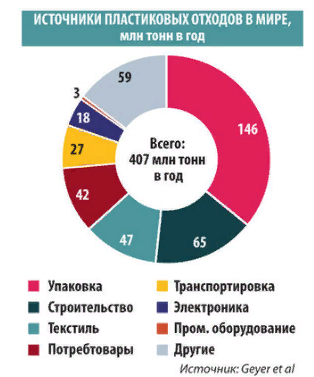 ИСТОЧНИКИ ПЛАСТИКОВЫХ ОТХОДОВ В МИРЕ,
млн тонн в год
59
3
18
146
27
Всего:
407 млн тонн
в год
42
47
65
Упаковка
Транспортировка
Строительство
Электроника
Текстиль
Пром. оборудование
Потребтовары
Другие
Источник: Geyer et al